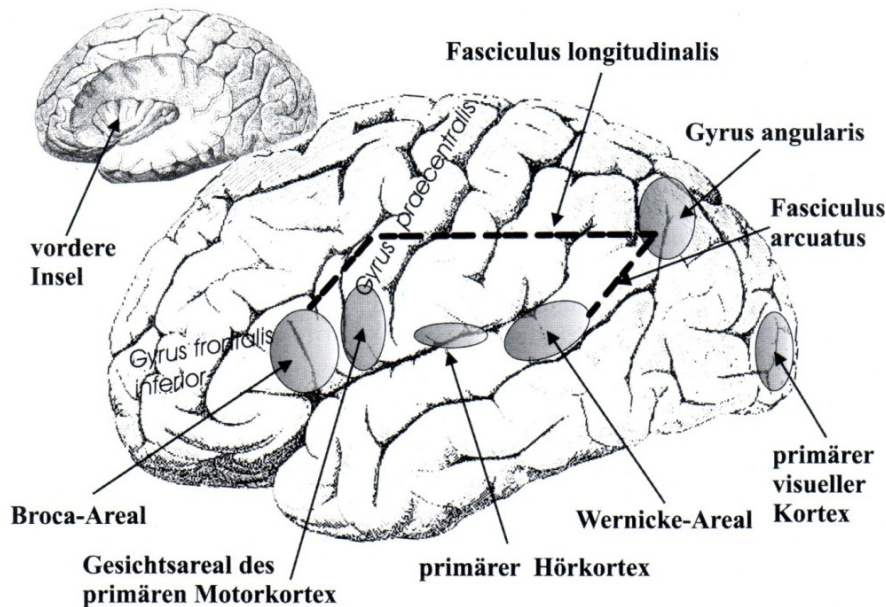 Fasciculus longitudinalis
Gyrus angularis
Fasciculus
arcuatus
vordere
Insel
Gyrus praecentralis
Gyrus frontalis
inferior
Broca-Areal
Gesichtsareal des
primären Motorkortex
primärer Hörkortex
Wernicke-Areal
primärer
visueller
Kortex